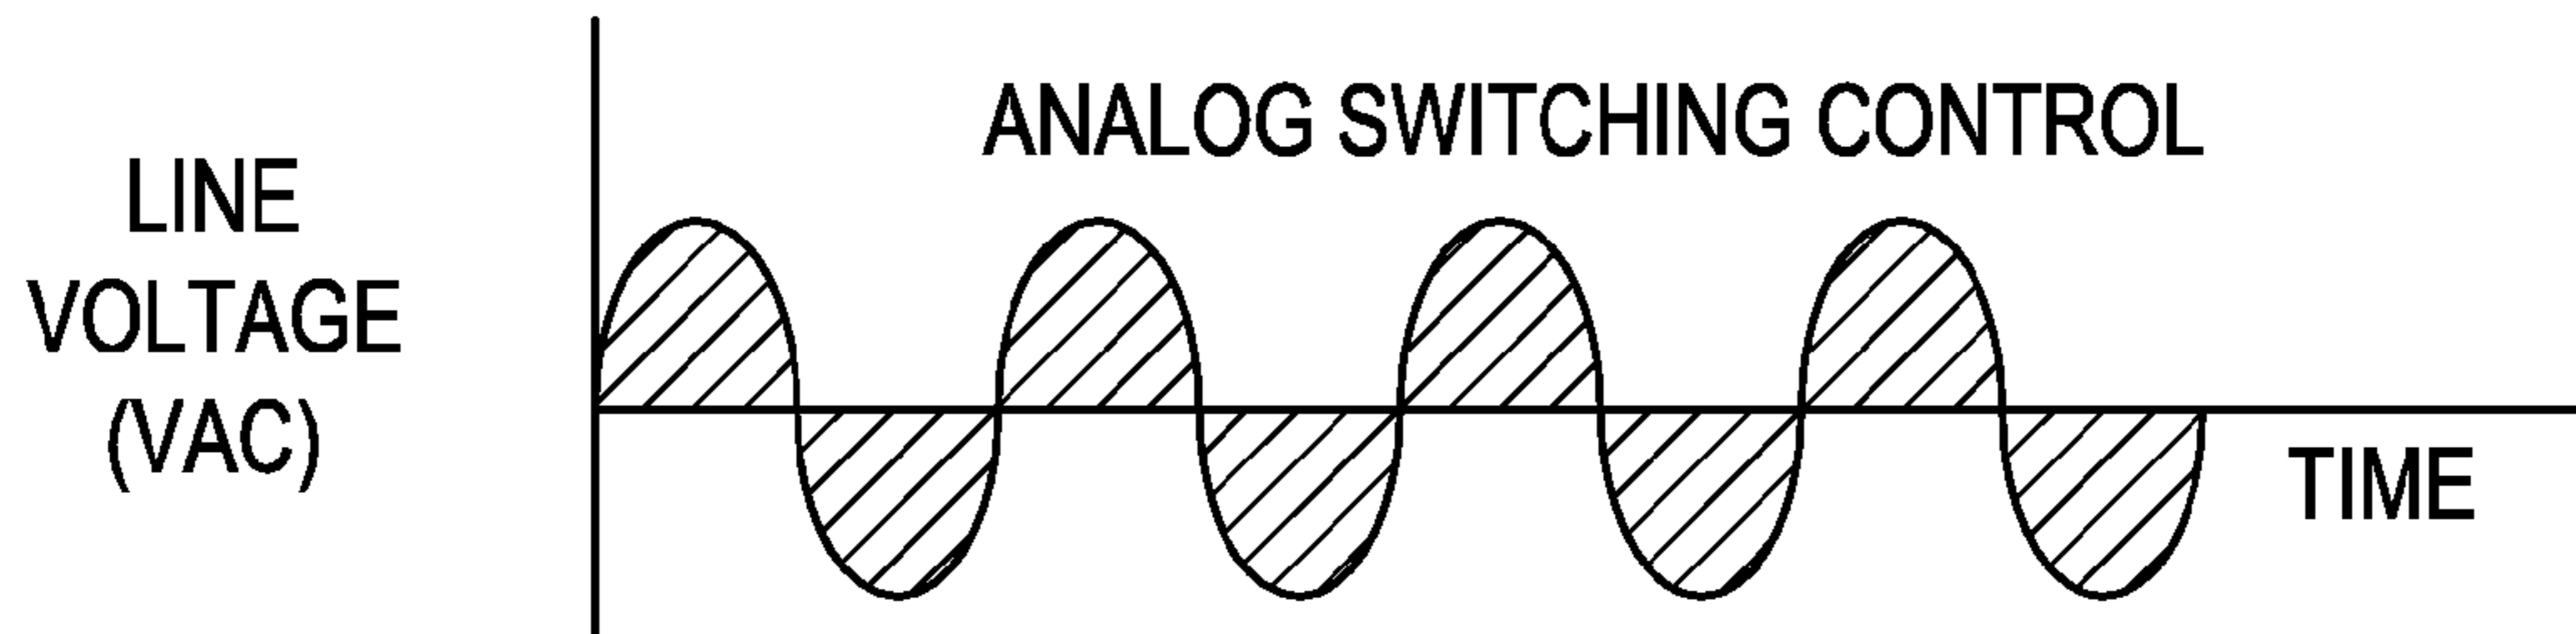 ANALOG SWITCHING CONTROL
LINE
VOLTAGE
(VAC)
TIME